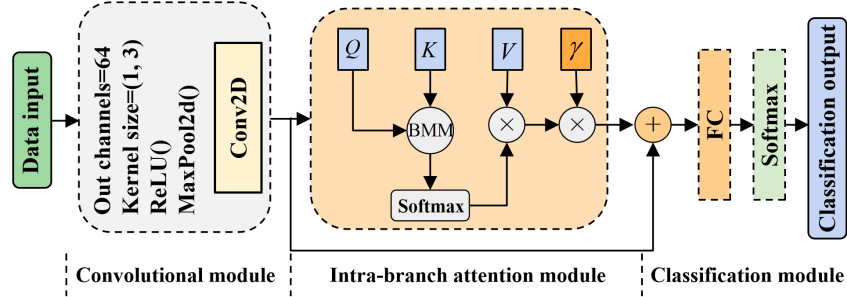 Data input
Out channels=64
Kernel size=(1, 3)
ReLU()
MaxPool2d()
Conv2D
Q
K
V
γ
BMM
×
×
Softmax
+
FC
Softmax
Classification output
Convolutional module
Intra-branch attention module
Classification module